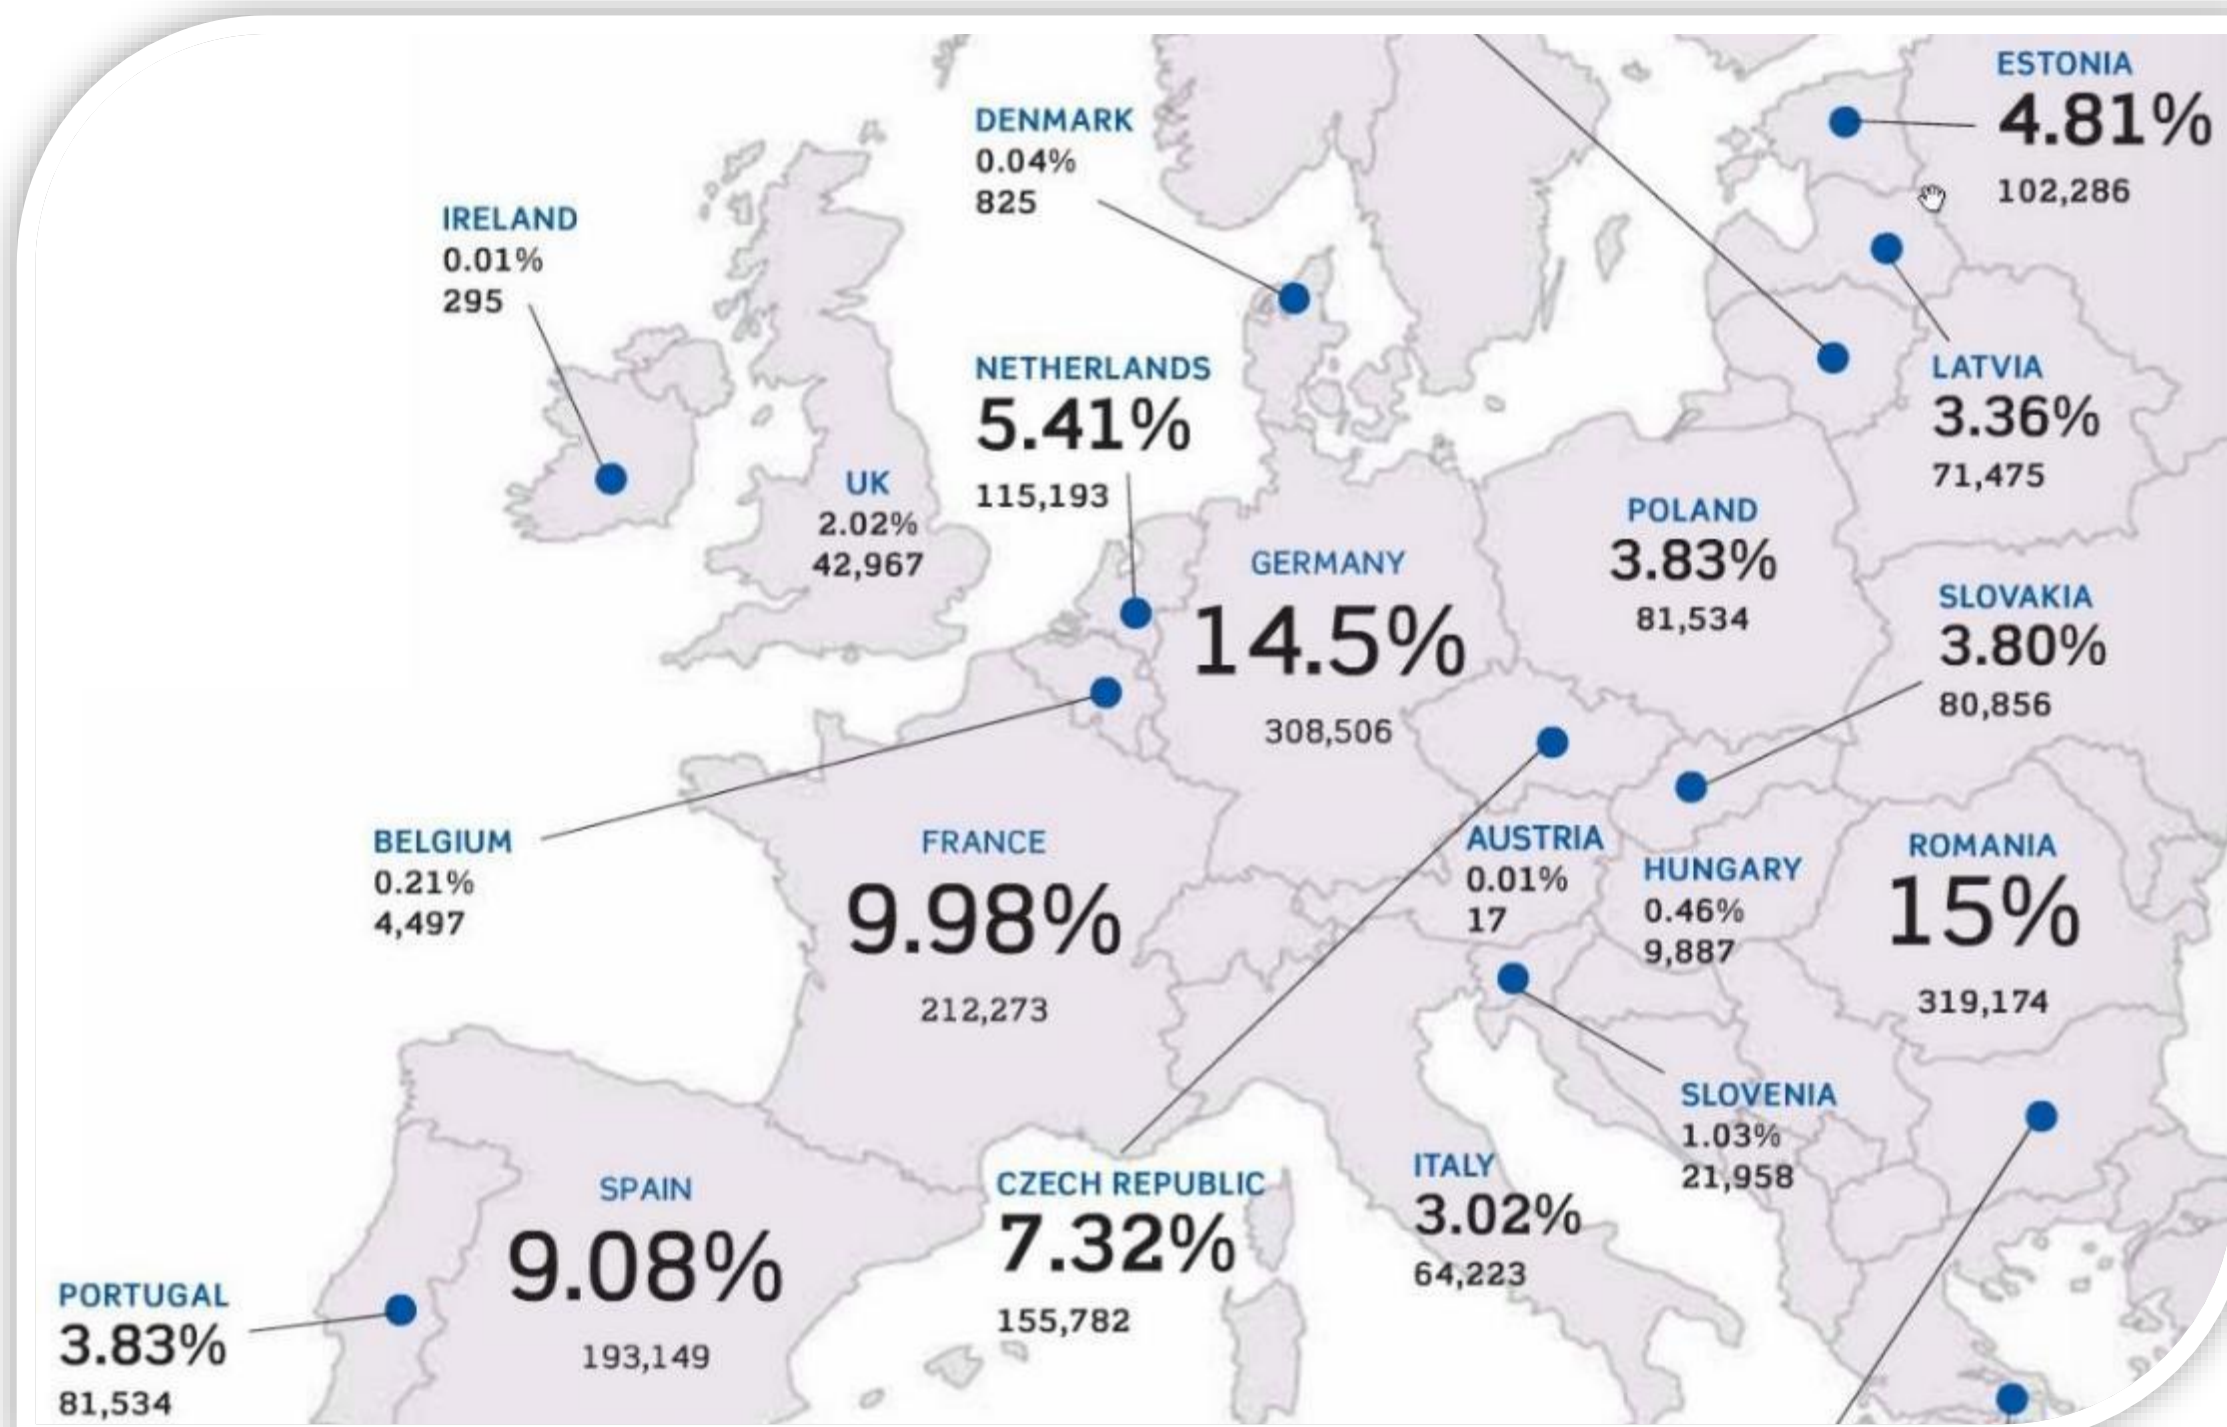 ESTONIA
4.81%
102,286
DENMARK
0.04%
825
IRELAND
0.01%
295
NETHERLANDS
5.41%
115,193
LATVIA
3.36%
71,475
UK
2.02%
42,967
POLAND
3.83%
81,534
GERMANY
14.5%
308,506
SLOVAKIA
3.80%
80,856
BELGIUM
0.21%
4,497
FRANCE
9.98%
212,273
AUSTRIA
0.01%
17
HUNGARY
0.46%
9,887
ROMANIA
15%
319,174
SLOVENIA
1.03%
21,958
SPAIN
9.08%
193,149
CZECH REPUBLIC
7.32%
155,782
ITALY
3.02%
64,223
PORTUGAL
3.83%
81,534